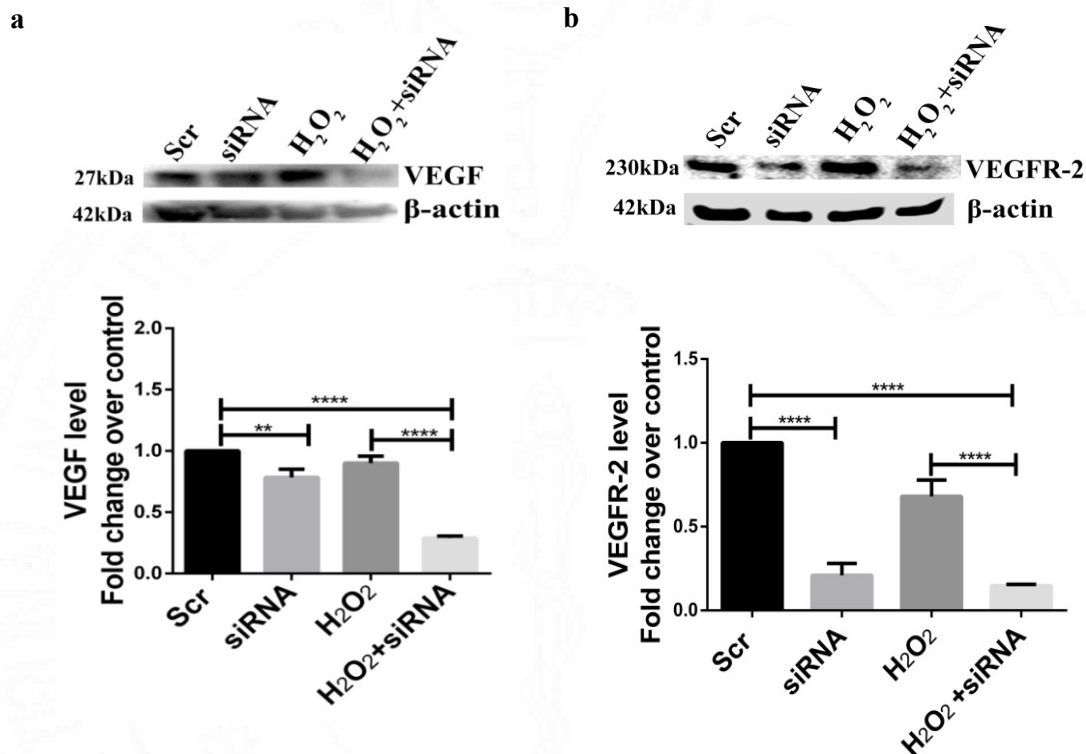 a
Scr
siRNA
H₂O₂
H₂O₂+siRNA
27kDa
VEGF
42kDa
β-actin
VEGF level
Fold change over control
2.0
1.5
1.0
0.5
0.0
****
**
****
Scr
siRNA
H₂O₂
H₂O₂+siRNA
b
Scr
siRNA
H₂O₂
H₂O₂+siRNA
230kDa
VEGFR-2
42kDa
β-actin
VEGFR-2 level
Fold change over control
1.5
1.0
0.5
0.0
****
****
****
Scr
siRNA
H₂O₂
H₂O₂+siRNA